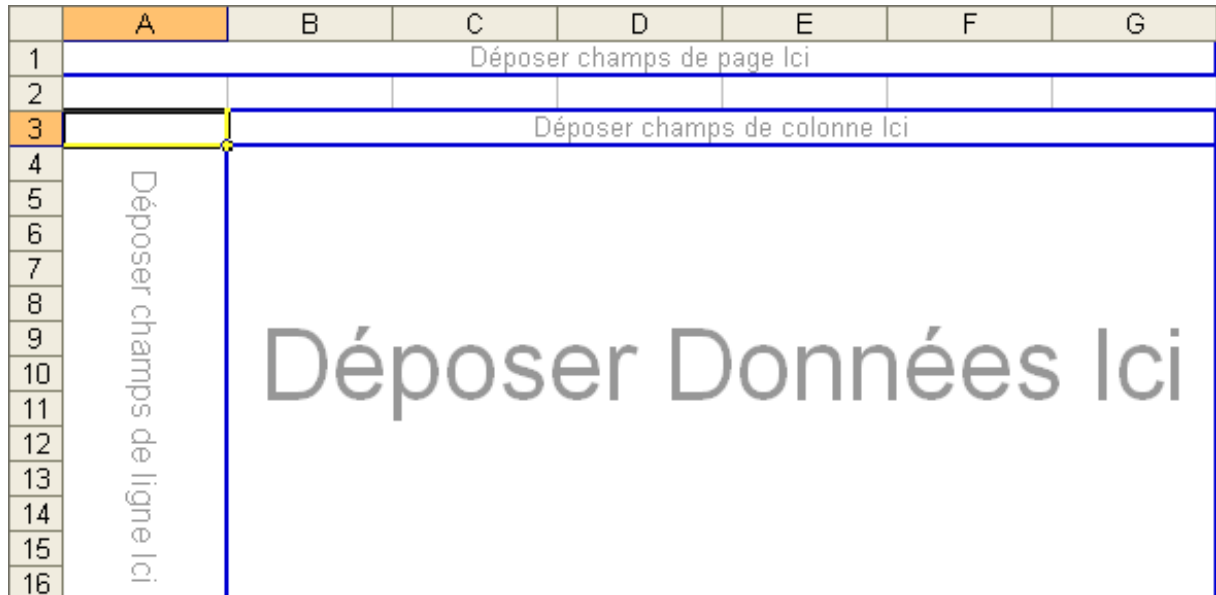 A B C D E F G
1 Déposer champs de page Ici
2
3 Déposer champs de colonne Ici
4
5
6
7
8
9
10
11
12
13
14
15
16
Déposer champs de ligne Ici
Déposer Données Ici